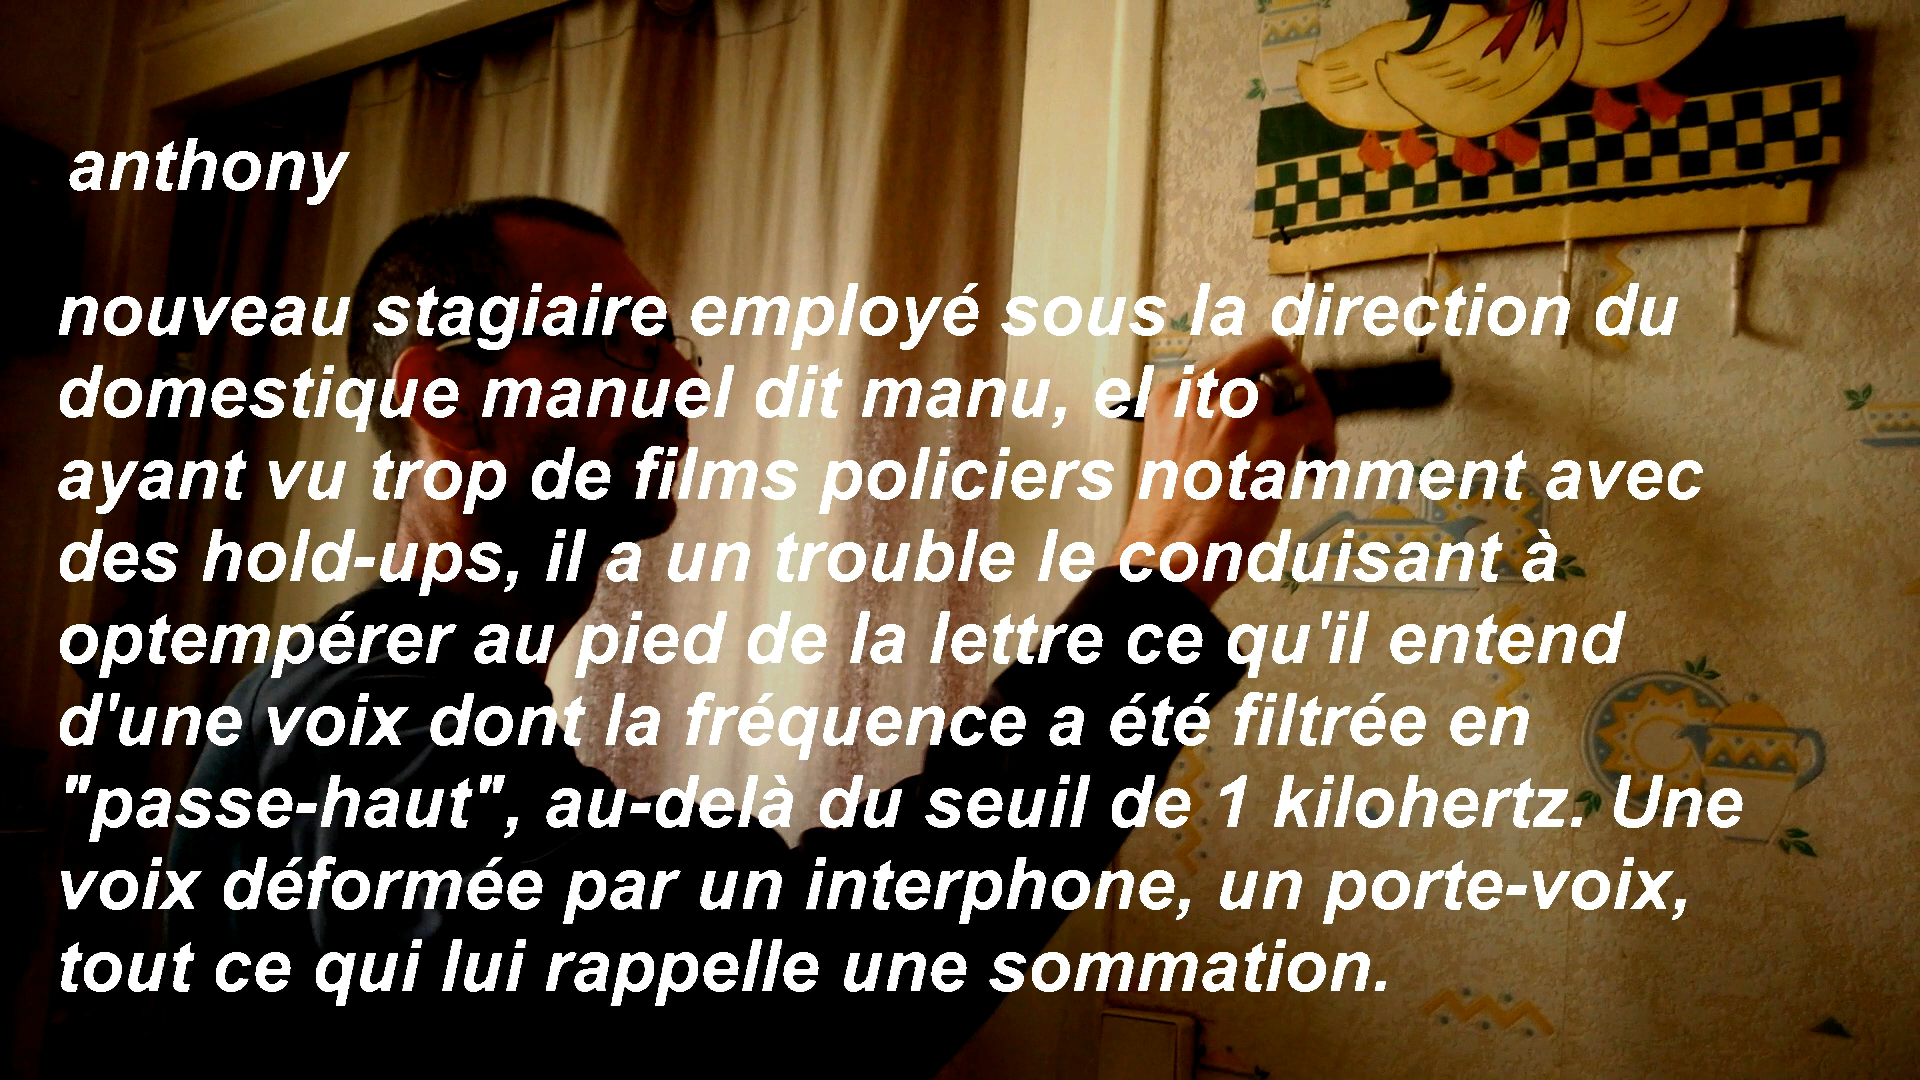 anthony
nouveau stagiaire employé sous la direction du
domestique manuel dit manu, el ito
ayant vu trop de films policiers notamment avec
des hold-ups, il a un trouble le conduisant à
optempérer au pied de la lettre ce qu'il entend
d'une voix dont la fréquence a été filtrée en
"passe-haut", au-delà du seuil de 1 kilohertz. Une
voix déformée par un interphone, un porte-voix,
tout ce qui lui rappelle une sommation.